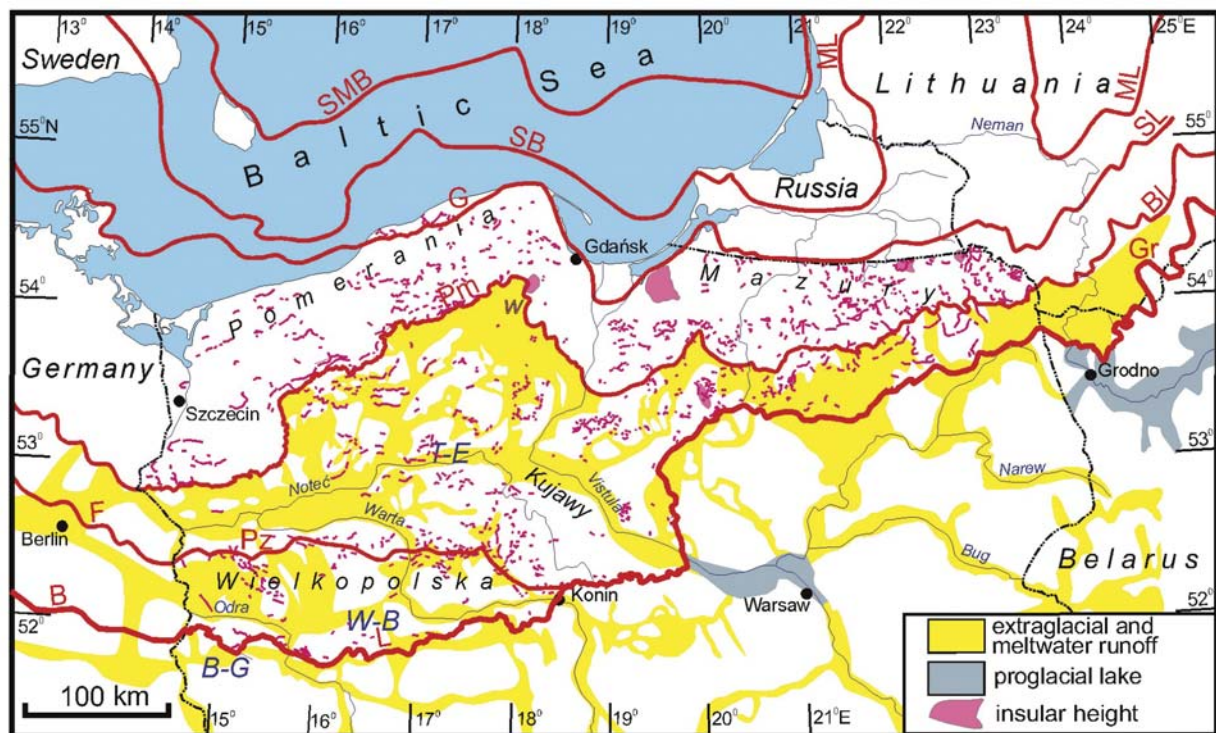 13 14 15 16 17 18 19 20 21 22 23 24 25°E
Sweden
Baltic Sea
Lithuania
SMB
ML
ML
55°N
55°
SB
SL
Neman
Bl
Russia
G
Gdańsk
Gr
Pomerania
Mazury
54°
54°
Pm
W
Germany
Szczecin
Grodno
53°
53°
T-E
Noteć
Kujawy
Vistula
Narew
Warta
F
Berlin
Pz
Wielkopolska
Bug
Belarus
B
Odra
Konin
Warsaw
52°
52°
W-B
L
B-G
100 km
15° 16° 17° 18° 19° 20° 21°E
extraglacial and
meltwater runoff
proglacial lake
insular height